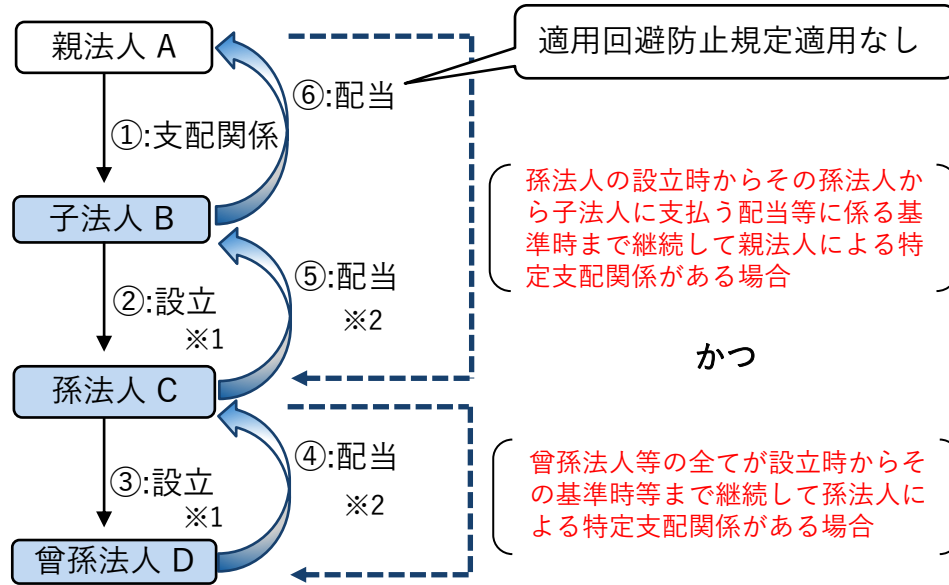 親法人 A
適用回避防止規定適用なし
⑥:配当
①:支配関係
孫法人の設立時からその孫法人か
ら子法人に支払う配当等に係る基
準時まで継続して親法人による特
定支配関係がある場合
子法人 B
⑤:配当
※2
②:設立
※1
かつ
孫法人 C
④:配当
※2
③:設立
※1
曾孫法人等の全てが設立時からそ
の基準時等まで継続して孫法人に
よる特定支配関係がある場合
曾孫法人 D